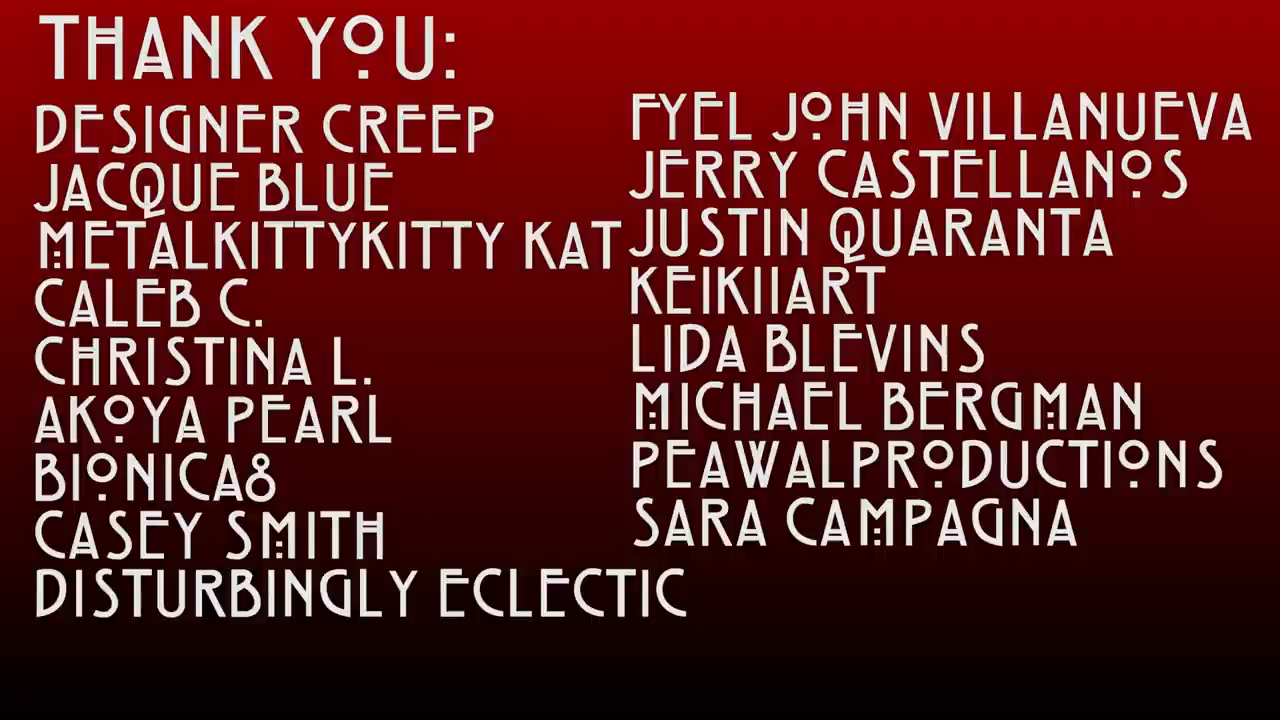 THANK YOU:
DESIGNER CREEP
JACQUE BLUE
METALKITTYKITTY KAT
CALEB C.
CHRISTINA L.
AKOYA PEARL
BIONICA8
CASEY SMITH
DISTURBINGLY ECLECTIC
FYEL JOHN VILLANUEVA
JERRY CASTELLANOS
JUSTIN QUARANTA
KEIKIIART
LIDA BLEVINS
MICHAEL BERGMAN
PEAWALPRODUCTIONS
SARA CAMPAGNA